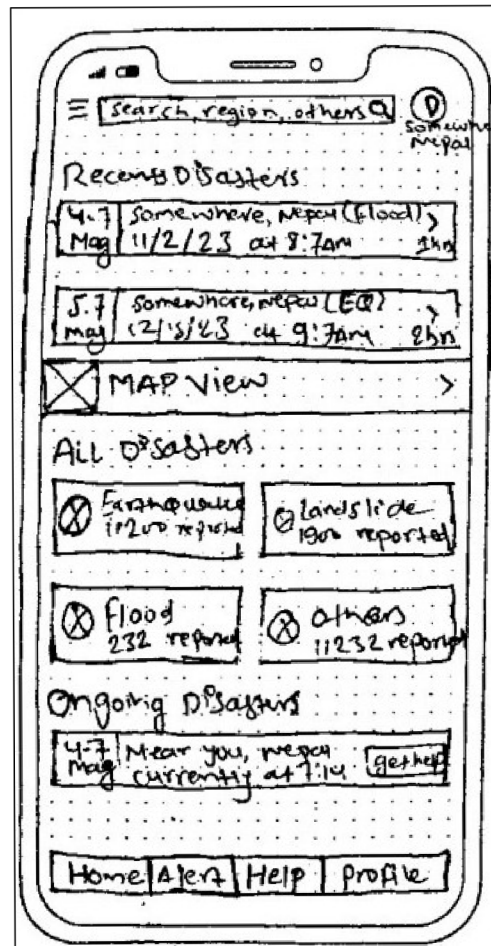 search, region, others
Somewhere
Nepal
Recent Disasters
4.7
Mag
Somewhere, Nepal (Flood)
11/2/23 at 8:7AM
1hr
5.7
mag
Somewhere, Nepal (EQ)
at 9:7AM
2hr
MAP View
All Disasters
Earthquake
11200 reported
Landslide
1900 reported
Flood
232 reported
Others
11232 reported
Ongoing Disasters
4.7
Mag
Near you, Nepal
currently at 7:14
get help
Home
Alert
Help
Profile